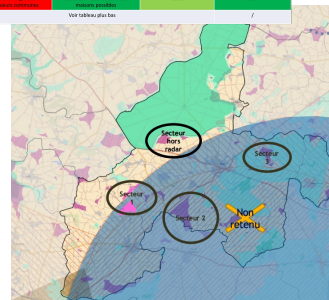 maisons possibles
Voir tableau plus bas
/
Secteur
hors
radar
Secteur
3
Secteur
Secteur 2
Non
retenu